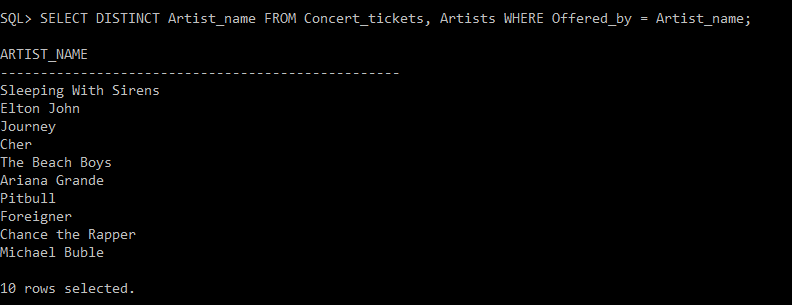 SQL> SELECT DISTINCT Artist_name FROM Concert_tickets, Artists WHERE Offered_by = Artist_name;
ARTIST_NAME
--------------------------------------------------
Sleeping With Sirens
Elton John
Journey
Cher
The Beach Boys
Ariana Grande
Pitbull
Foreigner
Chance the Rapper
Michael Buble
10 rows selected.